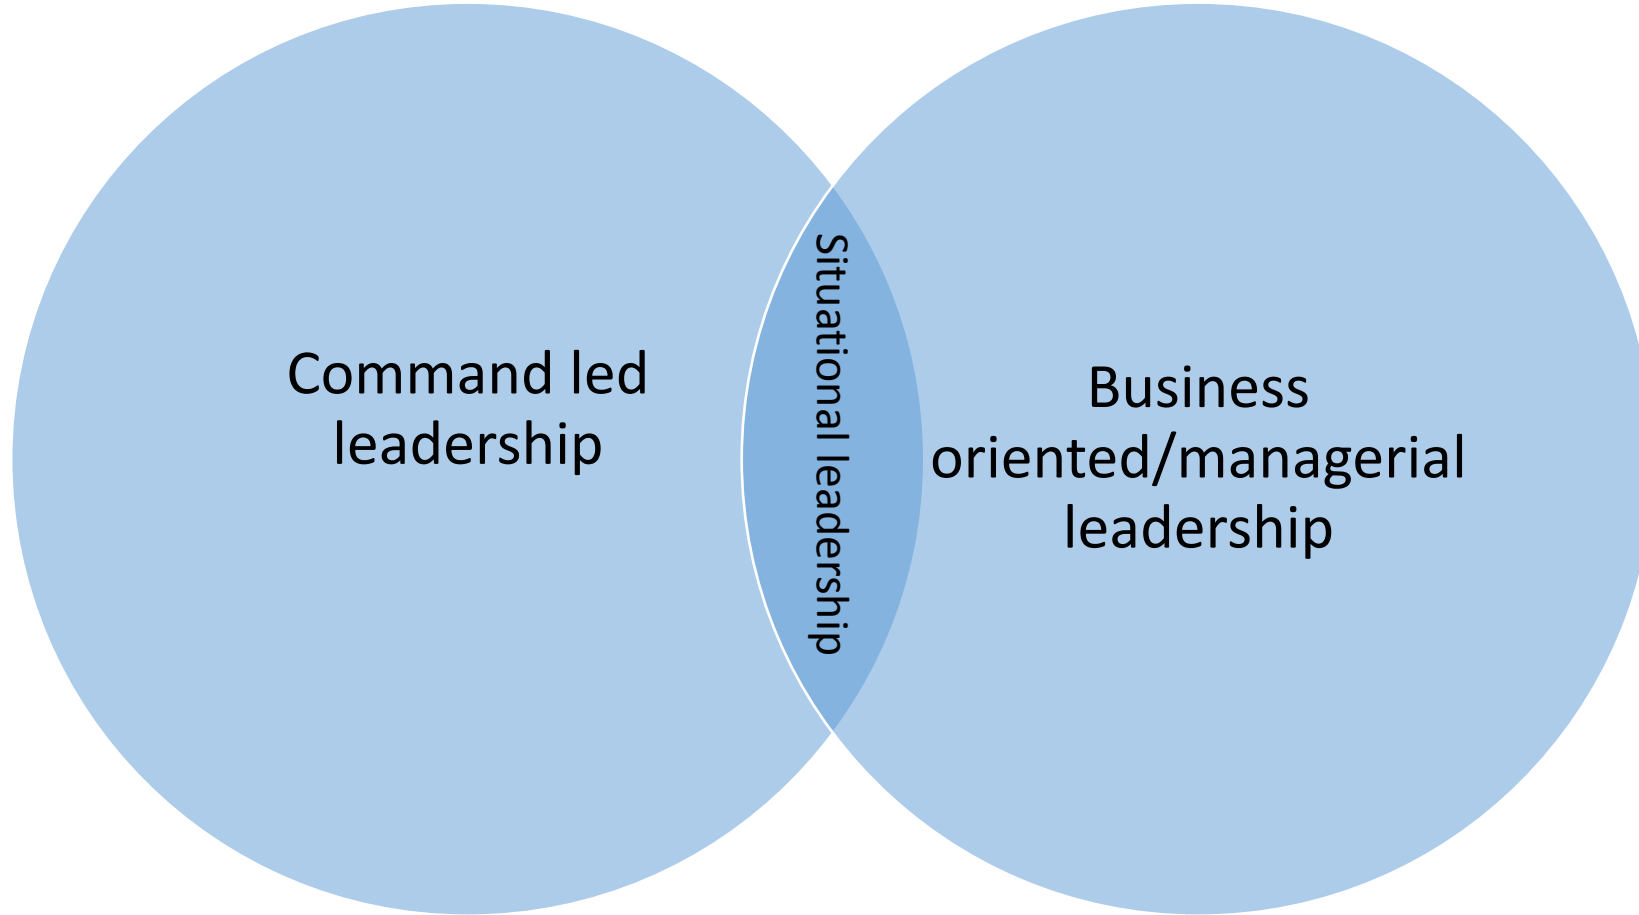 Command led
leadership
Situational leadership
Business
oriented/managerial
leadership